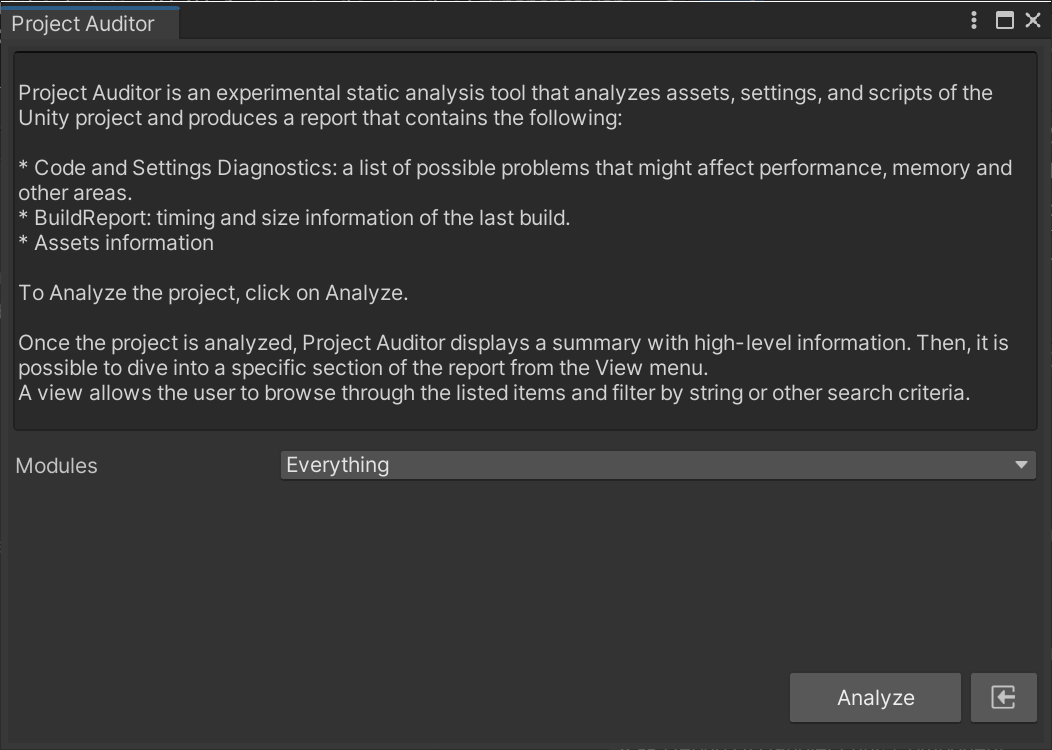 Project Auditor
Project Auditor is an experimental static analysis tool that analyzes assets, settings, and scripts of the
Unity project and produces a report that contains the following:
* Code and Settings Diagnostics: a list of possible problems that might affect performance, memory and
other areas.
* BuildReport: timing and size information of the last build.
* Assets information
To Analyze the project, click on Analyze.
Once the project is analyzed, Project Auditor displays a summary with high-level information. Then, it is
possible to dive into a specific section of the report from the View menu.
A view allows the user to browse through the listed items and filter by string or other search criteria.
Modules Everything
Analyze